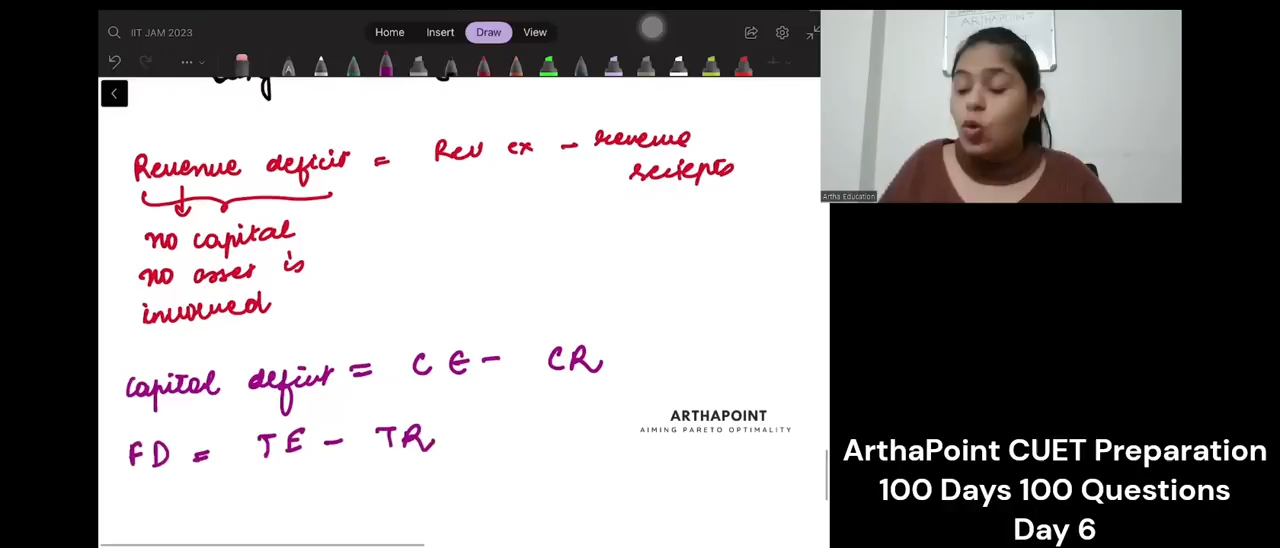 ARTHAPOINT
IIT JAM 2023
Home Insert Draw View
Revenue deficit = Rev ex - revenue
reciepts
no capital
no asset is
involved
Capital deficit = C E - CR
FD = TE - TR
ARTHAPOINT
AIMING PARETO OPTIMALITY
Artha Education
ArthaPoint CUET Preparation
100 Days 100 Questions
Day 6